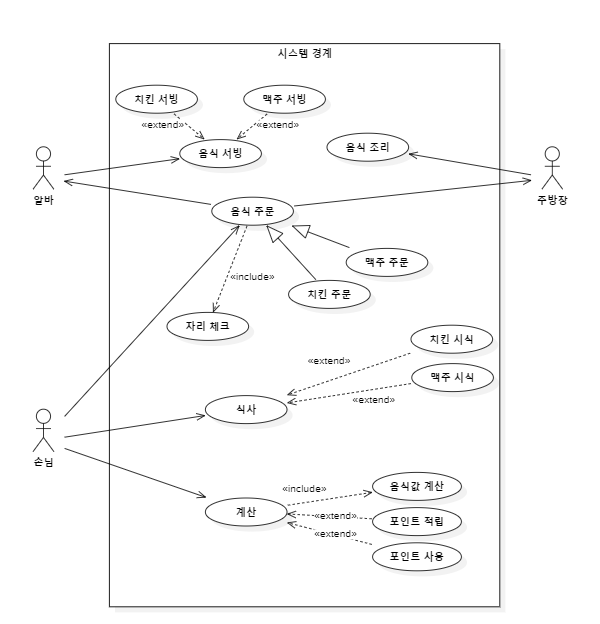 시스템 경계
치킨 서빙
맥주 서빙
«extend»
«extend»
음식 서빙
음식 조리
알바
주방장
음식 주문
맥주 주문
«include»
치킨 주문
자리 체크
치킨 시식
«extend»
맥주 시식
«extend»
식사
손님
음식값 계산
«include»
계산
«extend»
포인트 적립
«extend»
포인트 사용